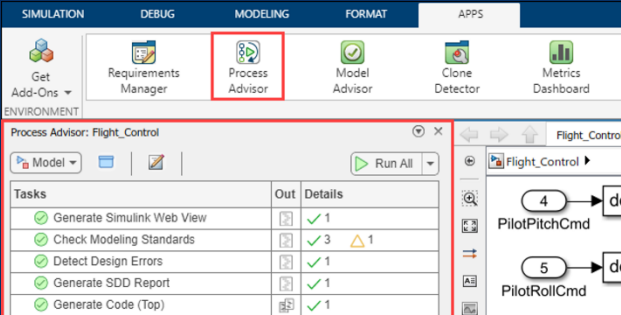 SIMULATION DEBUG MODELING FORMAT APPS
Get
Add-Ons
Requirements
Manager
Process
Advisor
Model
Advisor
Clone
Detector
Metrics
Dashboard
ENVIRONMENT
Process Advisor: Flight_Control
Model
Run All
Tasks Out Details
Generate Simulink Web View 1
Check Modeling Standards 3 1
Detect Design Errors 1
Generate SDD Report 1
Generate Code (Top) 1
Flight_Contro
Flight_Control
4
PilotPitchCmd
5
PilotRollCmd